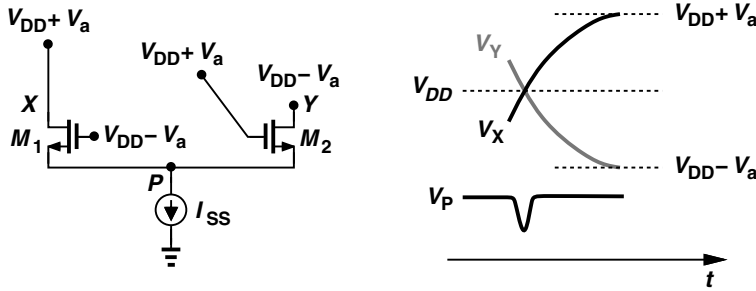 V_DD + V_a
V_DD + V_a
V_DD − V_a
X
Y
M_1
V_DD − V_a
M_2
P
I_SS
V_DD + V_a
V_Y
V_DD
V_X
V_DD − V_a
V_P
t